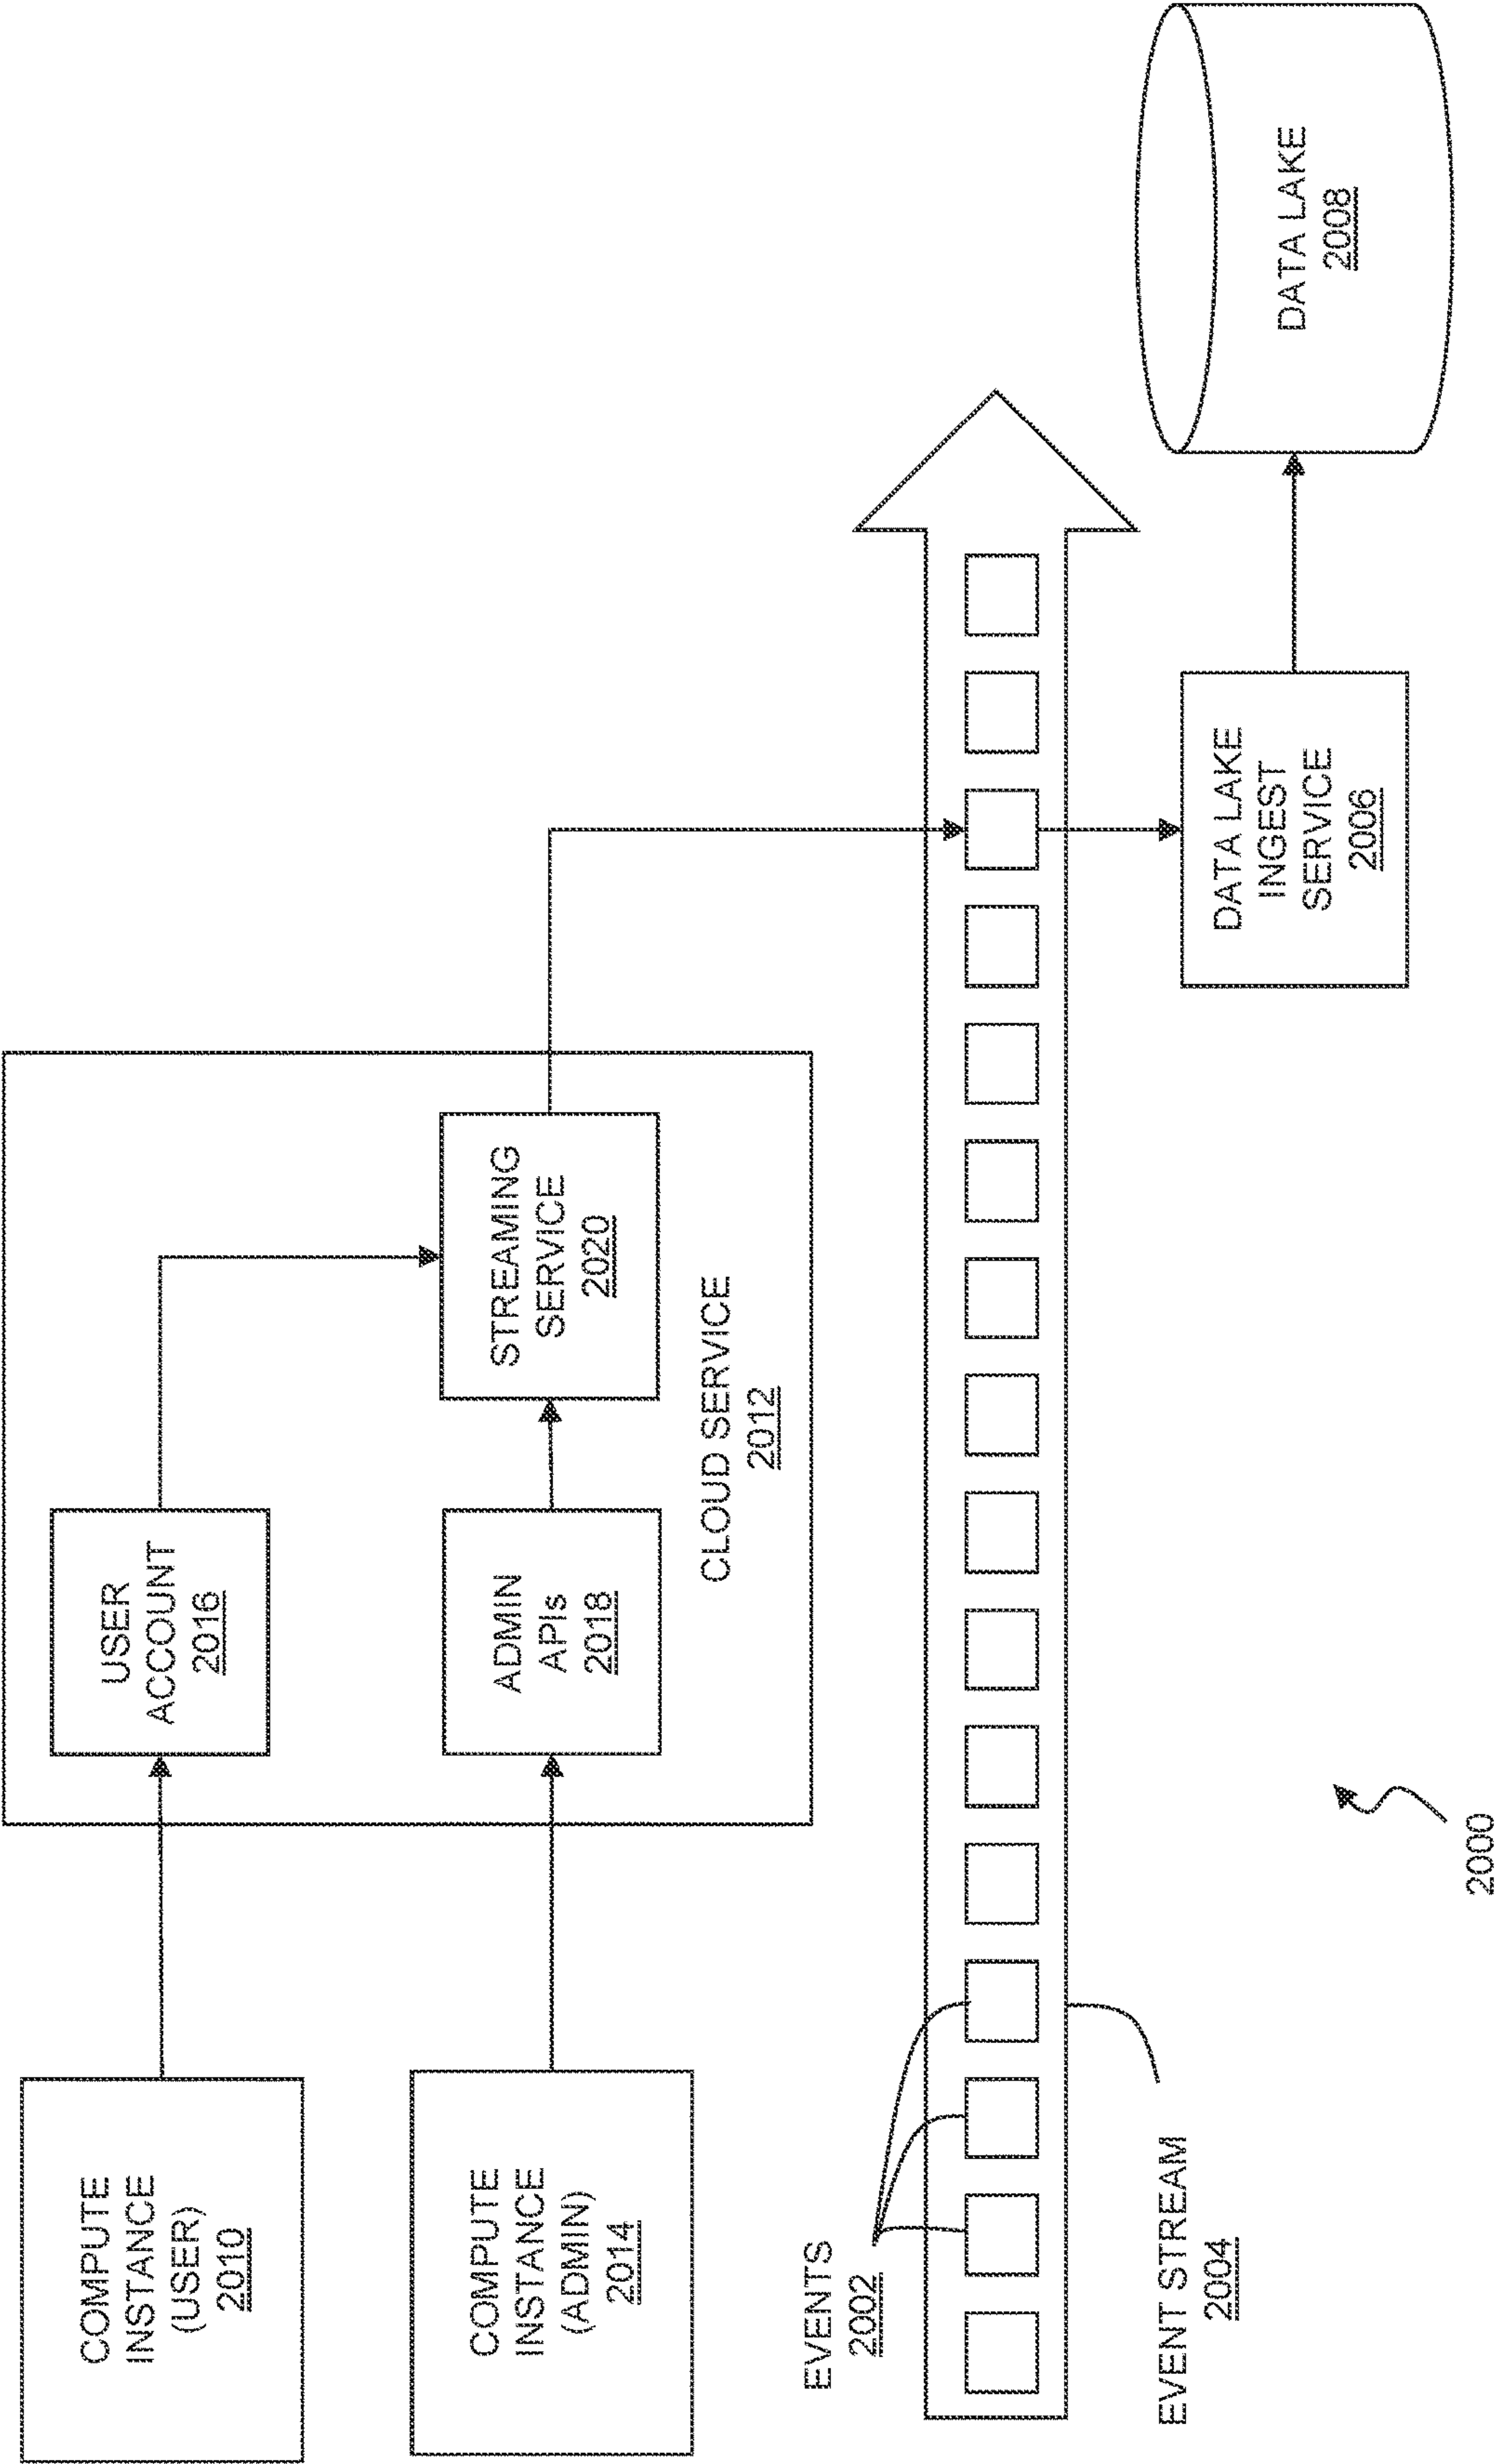 COMPUTE
INSTANCE
(USER)
2010
USER
ACCOUNT
2016
COMPUTE
INSTANCE
(ADMIN)
2014
ADMIN
APIs
2018
STREAMING
SERVICE
2020
CLOUD SERVICE
2012
EVENTS
2002
EVENT STREAM
2004
DATA LAKE
INGEST
SERVICE
2006
DATA LAKE
2008
2000